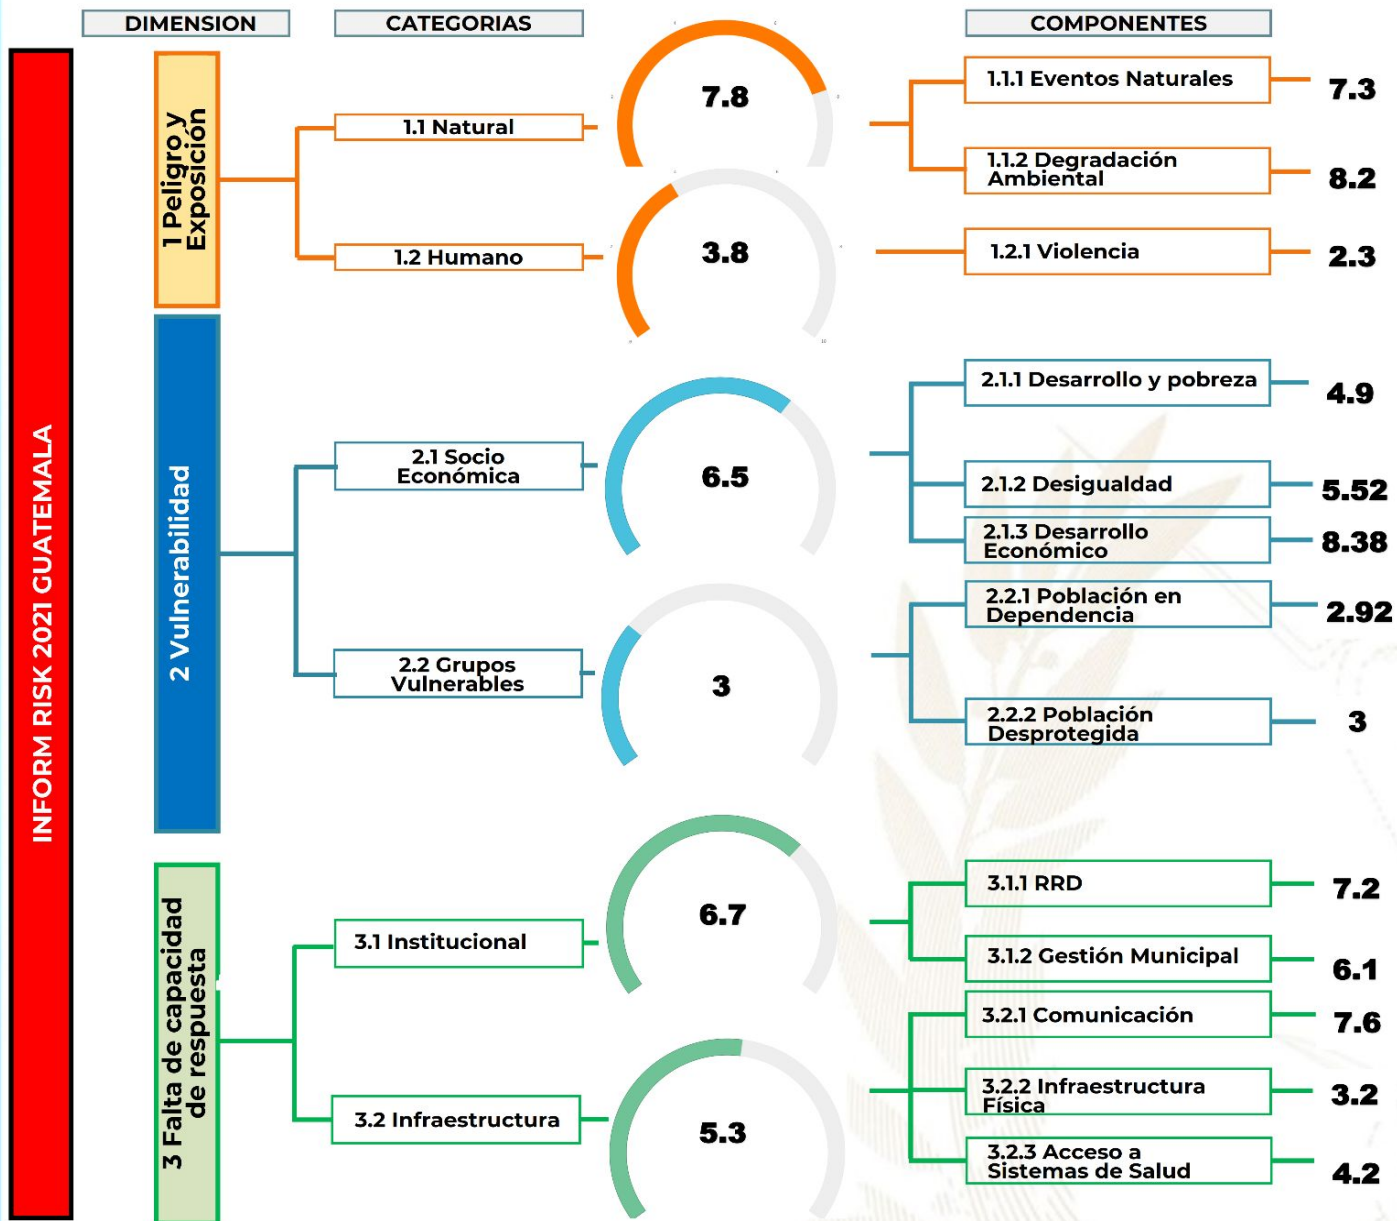 DIMENSION
CATEGORIAS
COMPONENTES
INFORM RISK 2021 GUATEMALA
1 Peligro y
Exposición
1.1 Natural
7.8
1.1.1 Eventos Naturales
7.3
1.1.2 Degradación
Ambiental
8.2
1.2 Humano
3.8
1.2.1 Violencia
2.3
2 Vulnerabilidad
2.1 Socio
Económica
6.5
2.1.1 Desarrollo y pobreza
4.9
2.1.2 Desigualdad
5.52
2.1.3 Desarrollo
Económico
8.38
2.2 Grupos
Vulnerables
3
2.2.1 Población en
Dependencia
2.92
2.2.2 Población
Desprotegida
3
3 Falta de capacidad
de respuesta
3.1 Institucional
6.7
3.1.1 RRD
7.2
3.1.2 Gestión Municipal
6.1
3.2 Infraestructura
5.3
3.2.1 Comunicación
7.6
3.2.2 Infraestructura
Física
3.2
3.2.3 Acceso a
Sistemas de Salud
4.2